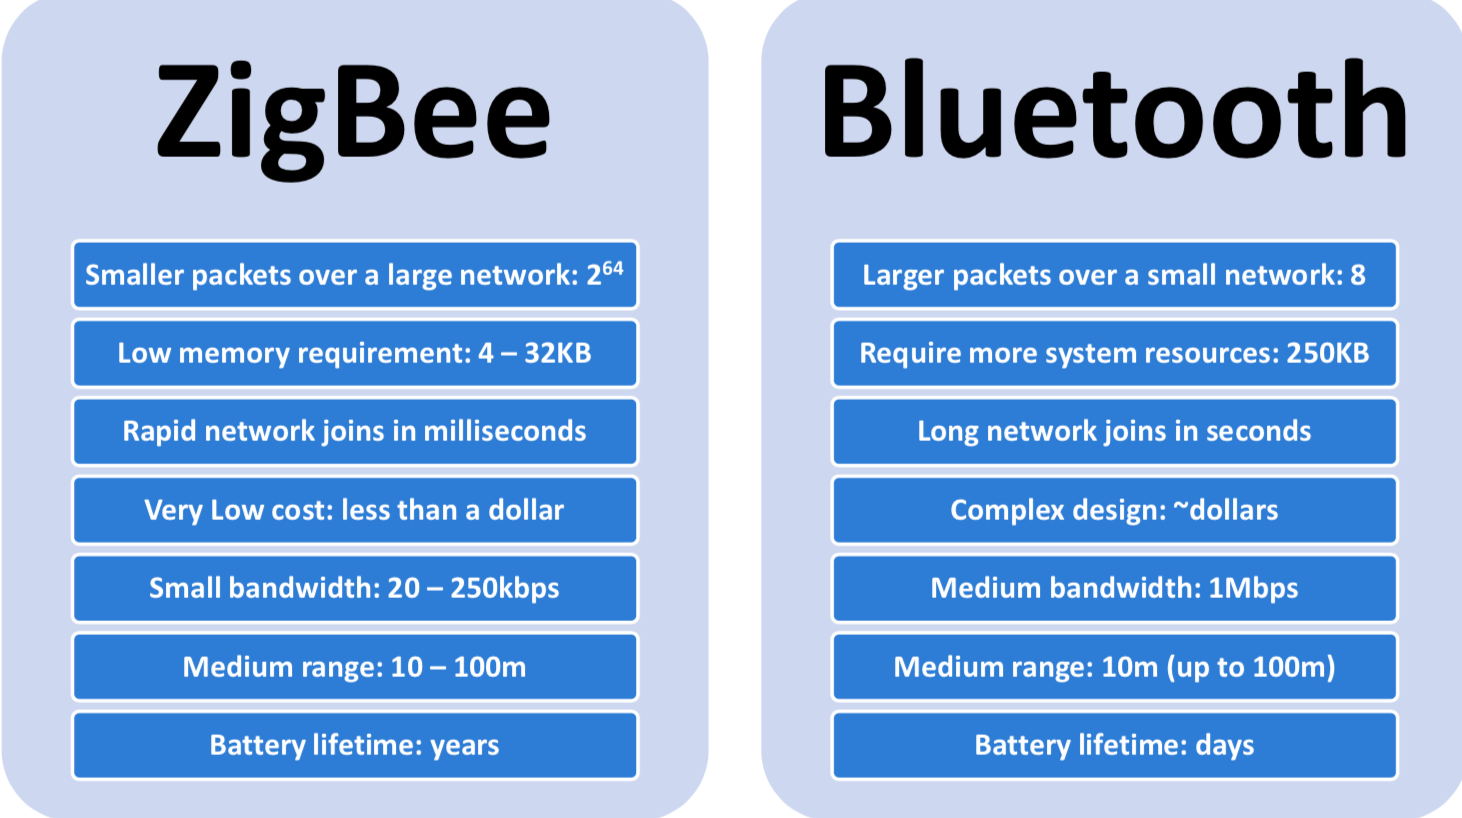 ZigBee
Smaller packets over a large network: 2⁶⁴
Low memory requirement: 4 – 32KB
Rapid network joins in milliseconds
Very Low cost: less than a dollar
Small bandwidth: 20 – 250kbps
Medium range: 10 – 100m
Battery lifetime: years
Bluetooth
Larger packets over a small network: 8
Require more system resources: 250KB
Long network joins in seconds
Complex design: ~dollars
Medium bandwidth: 1Mbps
Medium range: 10m (up to 100m)
Battery lifetime: days